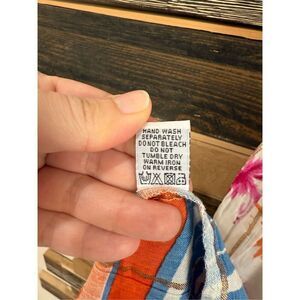 HAND WASH
SEPARATELY
DO NOT BLEACH
DO NOT
TUMBLE DRY
WARM IRON
ON REVERSE